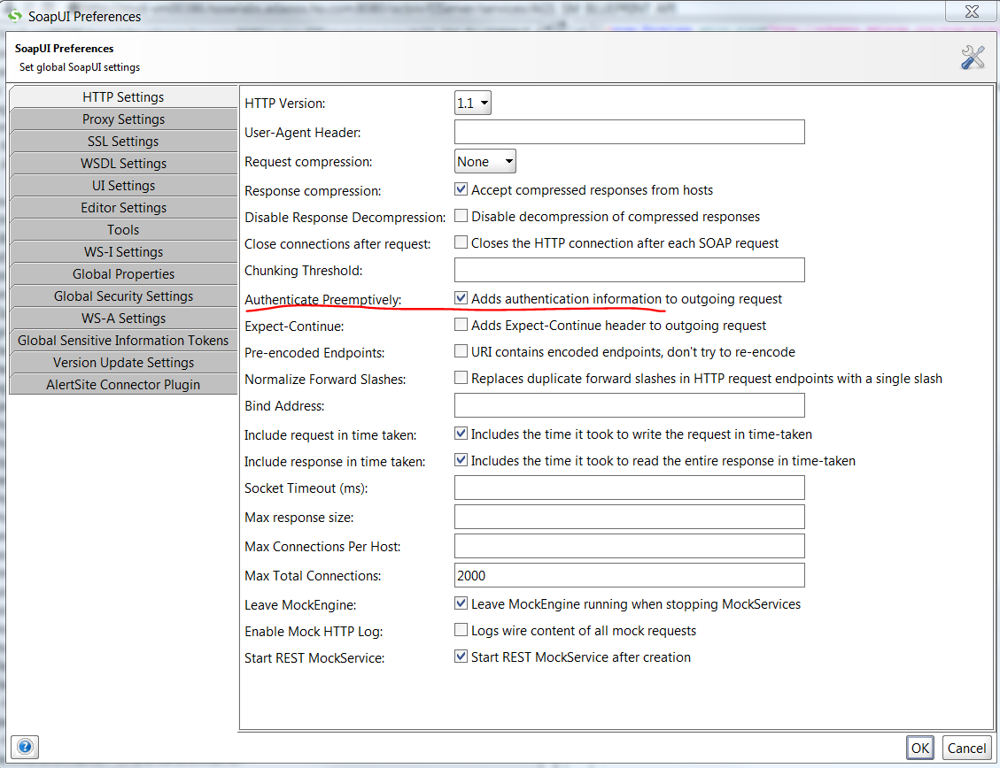 SoapUI Preferences
SoapUI Preferences
Set global SoapUI settings
HTTP Settings
Proxy Settings
SSL Settings
WSDL Settings
UI Settings
Editor Settings
Tools
WS-I Settings
Global Properties
Global Security Settings
WS-A Settings
Global Sensitive Information Tokens
Version Update Settings
AlertSite Connector Plugin
HTTP Version: 1.1
User-Agent Header:
Request compression: None
Response compression: Accept compressed responses from hosts
Disable Response Decompression: Disable decompression of compressed responses
Close connections after request: Closes the HTTP connection after each SOAP request
Chunking Threshold:
Authenticate Preemptively: Adds authentication information to outgoing request
Expect-Continue: Adds Expect-Continue header to outgoing request
Pre-encoded Endpoints: URI contains encoded endpoints, don't try to re-encode
Normalize Forward Slashes: Replaces duplicate forward slashes in HTTP request endpoints with a single slash
Bind Address:
Include request in time taken: Includes the time it took to write the request in time-taken
Include response in time taken: Includes the time it took to read the entire response in time-taken
Socket Timeout (ms):
Max response size:
Max Connections Per Host:
Max Total Connections: 2000
Leave MockEngine: Leave MockEngine running when stopping MockServices
Enable Mock HTTP Log: Logs wire content of all mock requests
Start REST MockService: Start REST MockService after creation
? OK Cancel